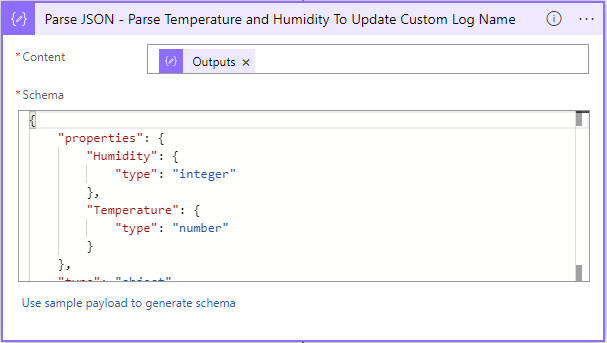 Parse JSON - Parse Temperature and Humidity To Update Custom Log Name
* Content
Outputs ×
* Schema
{
"properties": {
"Humidity": {
"type": "integer"
},
"Temperature": {
"type": "number"
}
},
"type": "object"
Use sample payload to generate schema